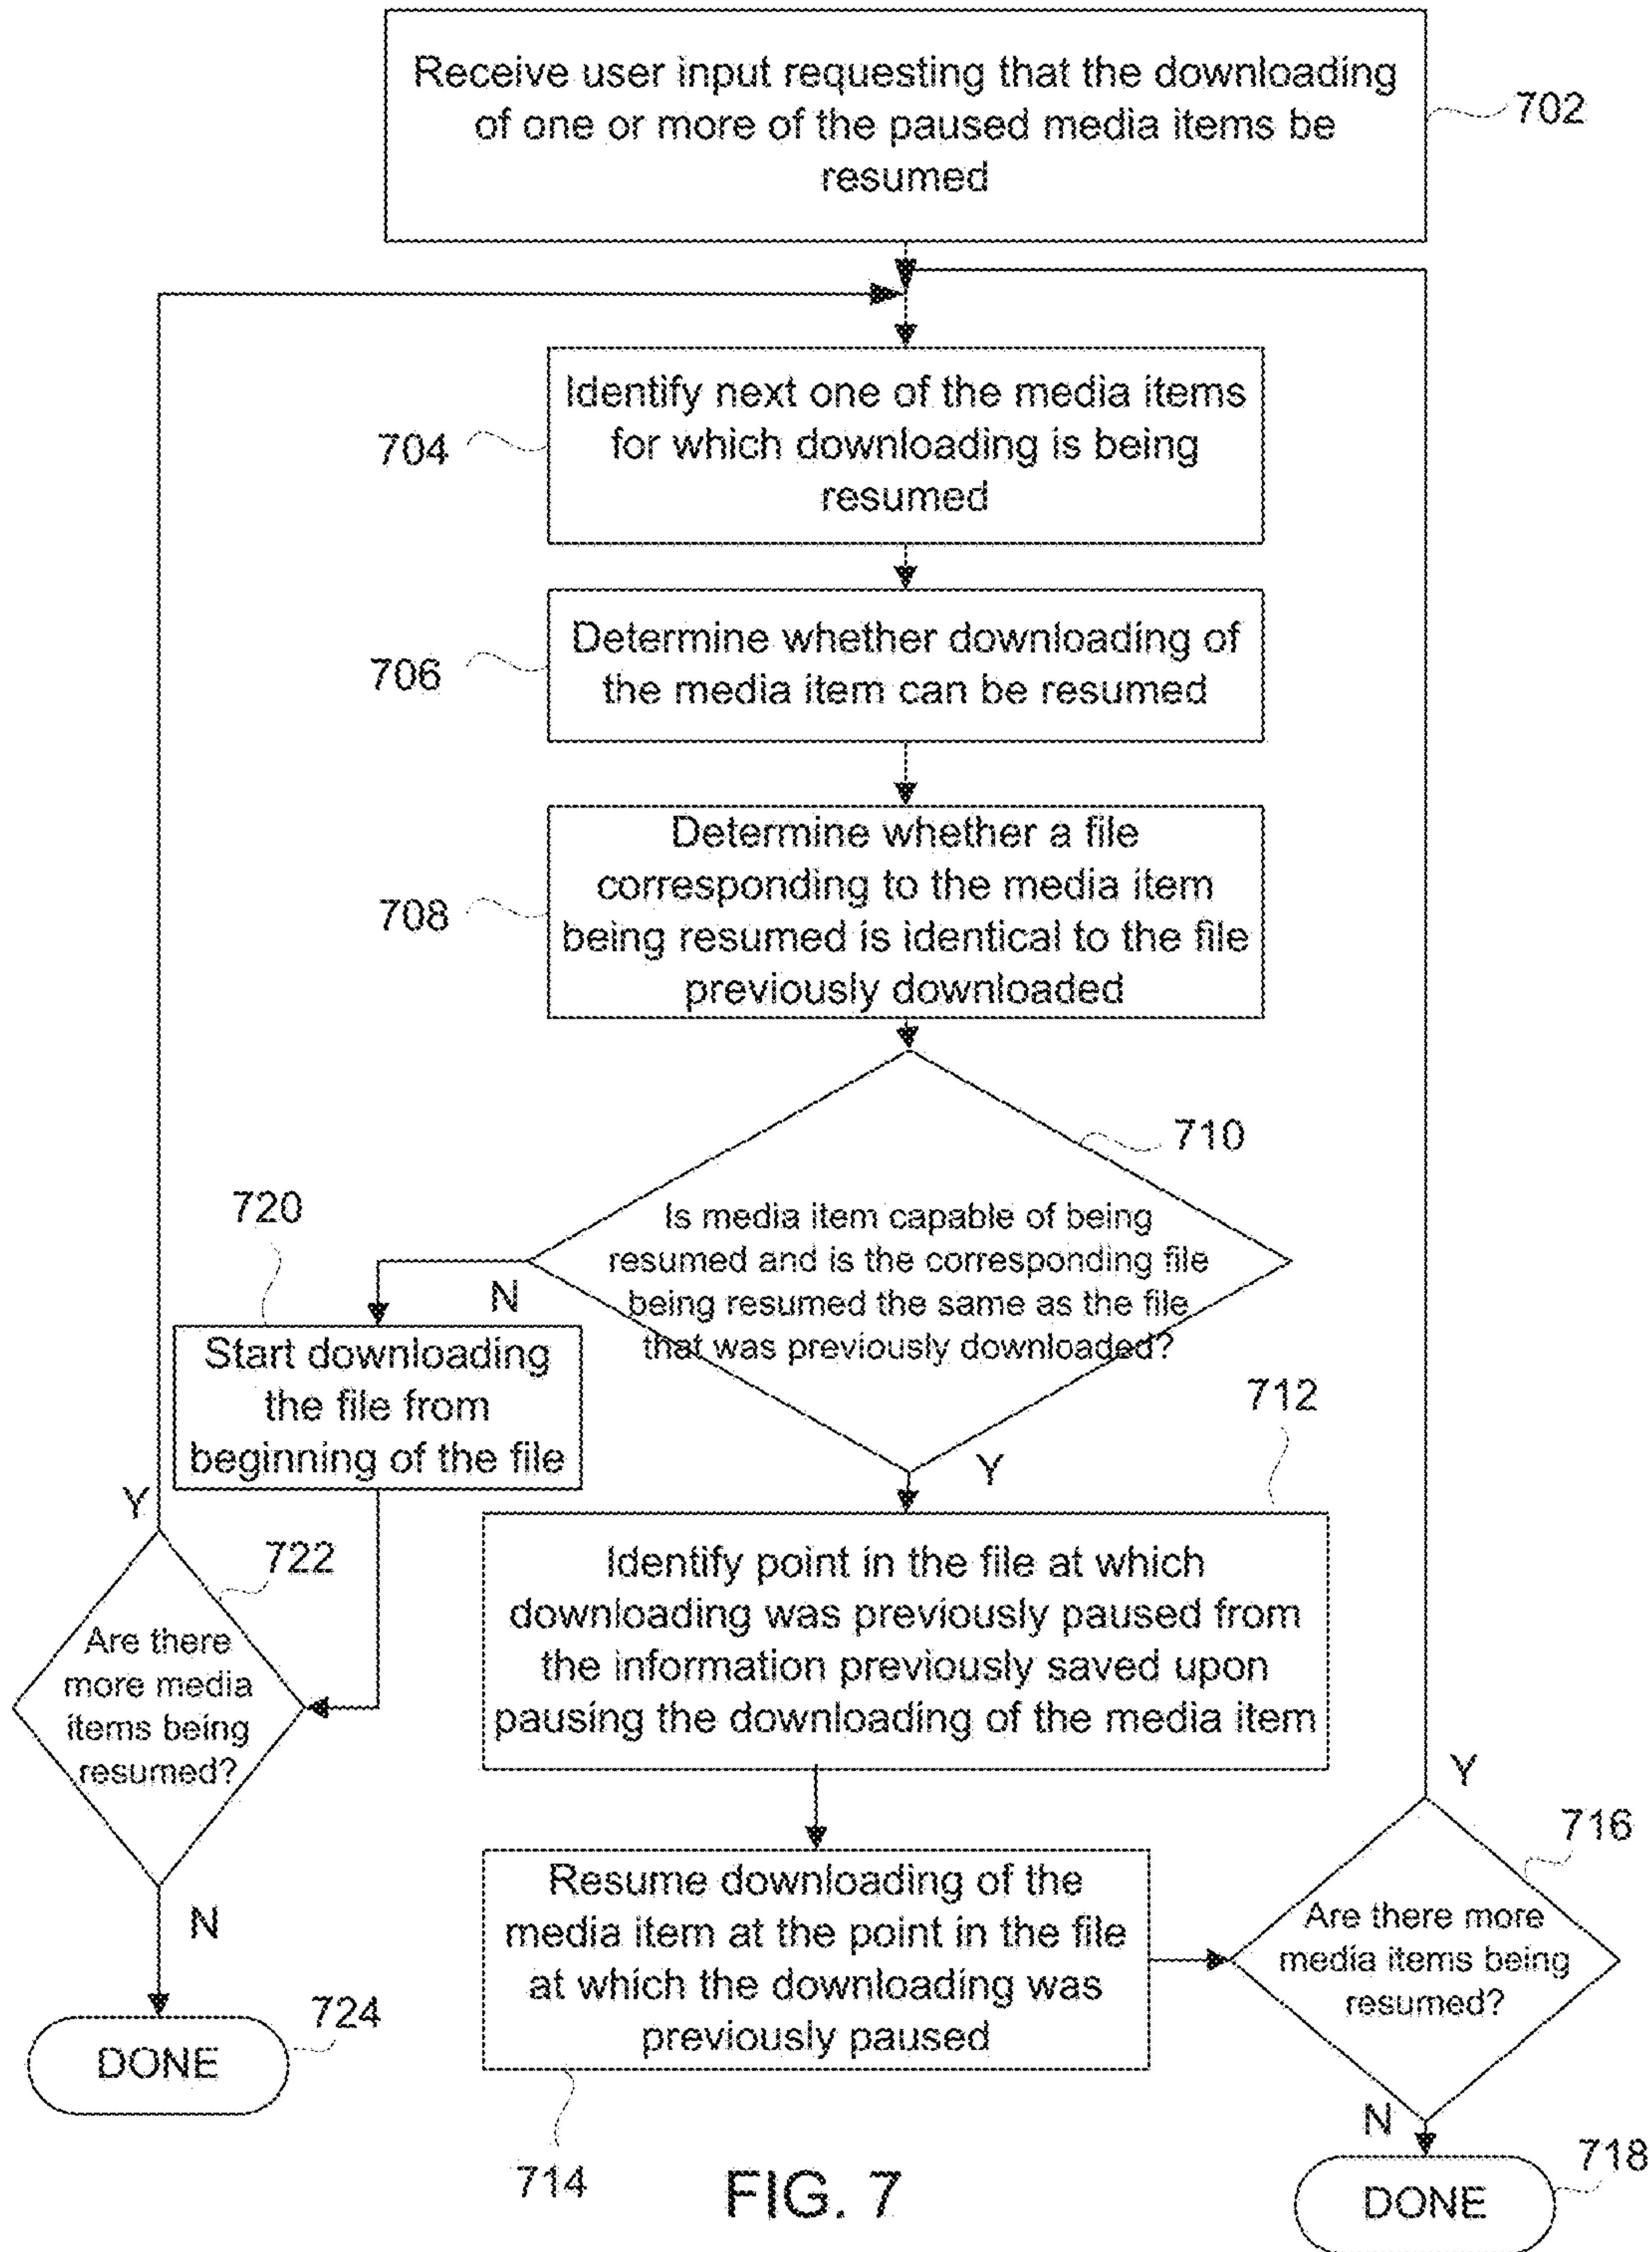 Receive user input requesting that the downloading
of one or more of the paused media items be
resumed
702
Identify next one of the media items
for which downloading is being
resumed
704
Determine whether downloading of
the media item can be resumed
706
Determine whether a file
corresponding to the media item
being resumed is identical to the file
previously downloaded
708
710
Is media item capable of being
resumed and is the corresponding file
being resumed the same as the file
that was previously downloaded?
N
Y
720
Start downloading
the file from
beginning of the file
Y
722
Are there
more media
items being
resumed?
N
724
DONE
712
Identify point in the file at which
downloading was previously paused from
the information previously saved upon
pausing the downloading of the media item
Resume downloading of the
media item at the point in the file
at which the downloading was
previously paused
714
Y
716
Are there more
media items being
resumed?
N
718
DONE
FIG. 7